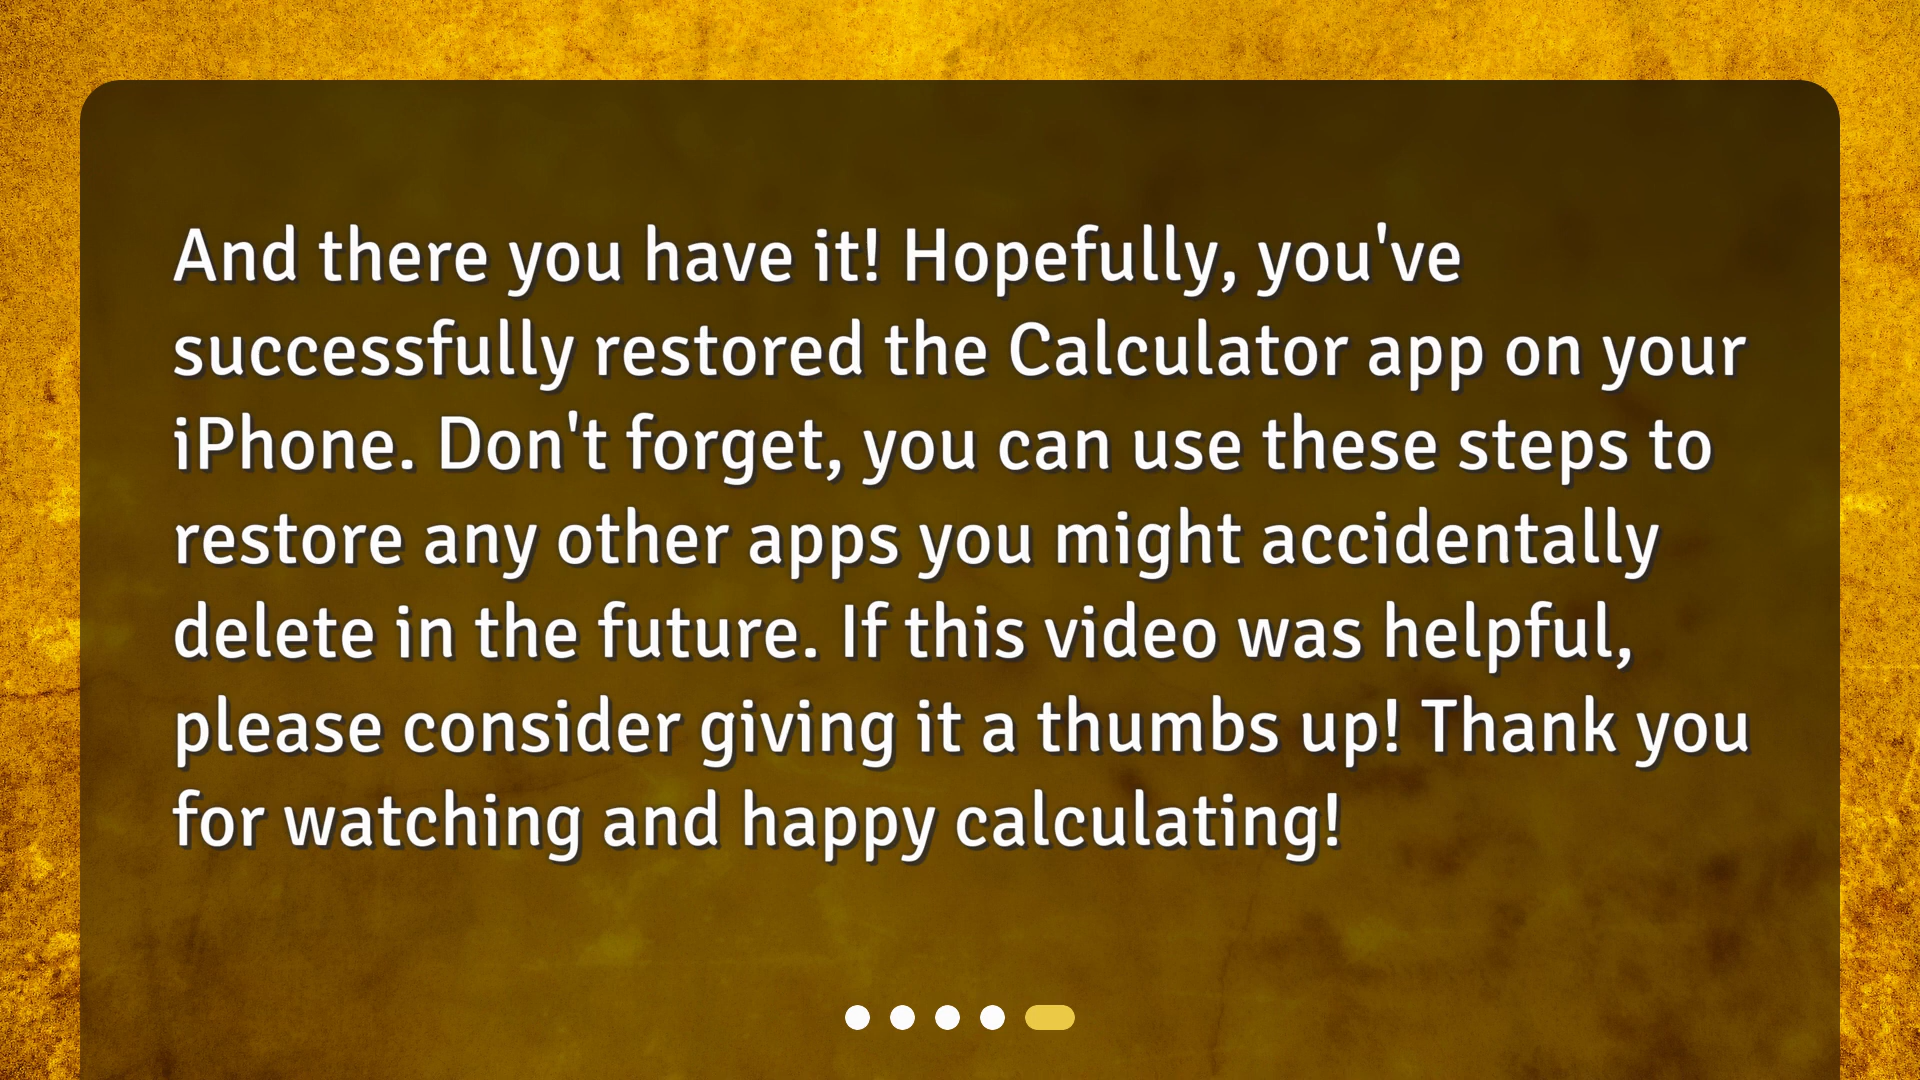 And there you have it! Hopefully, you've
successfully restored the Calculator app on your
iPhone. Don't forget, you can use these steps to
restore any other apps you might accidentally
delete in the future. If this video was helpful,
please consider giving it a thumbs up! Thank you
for watching and happy calculating!